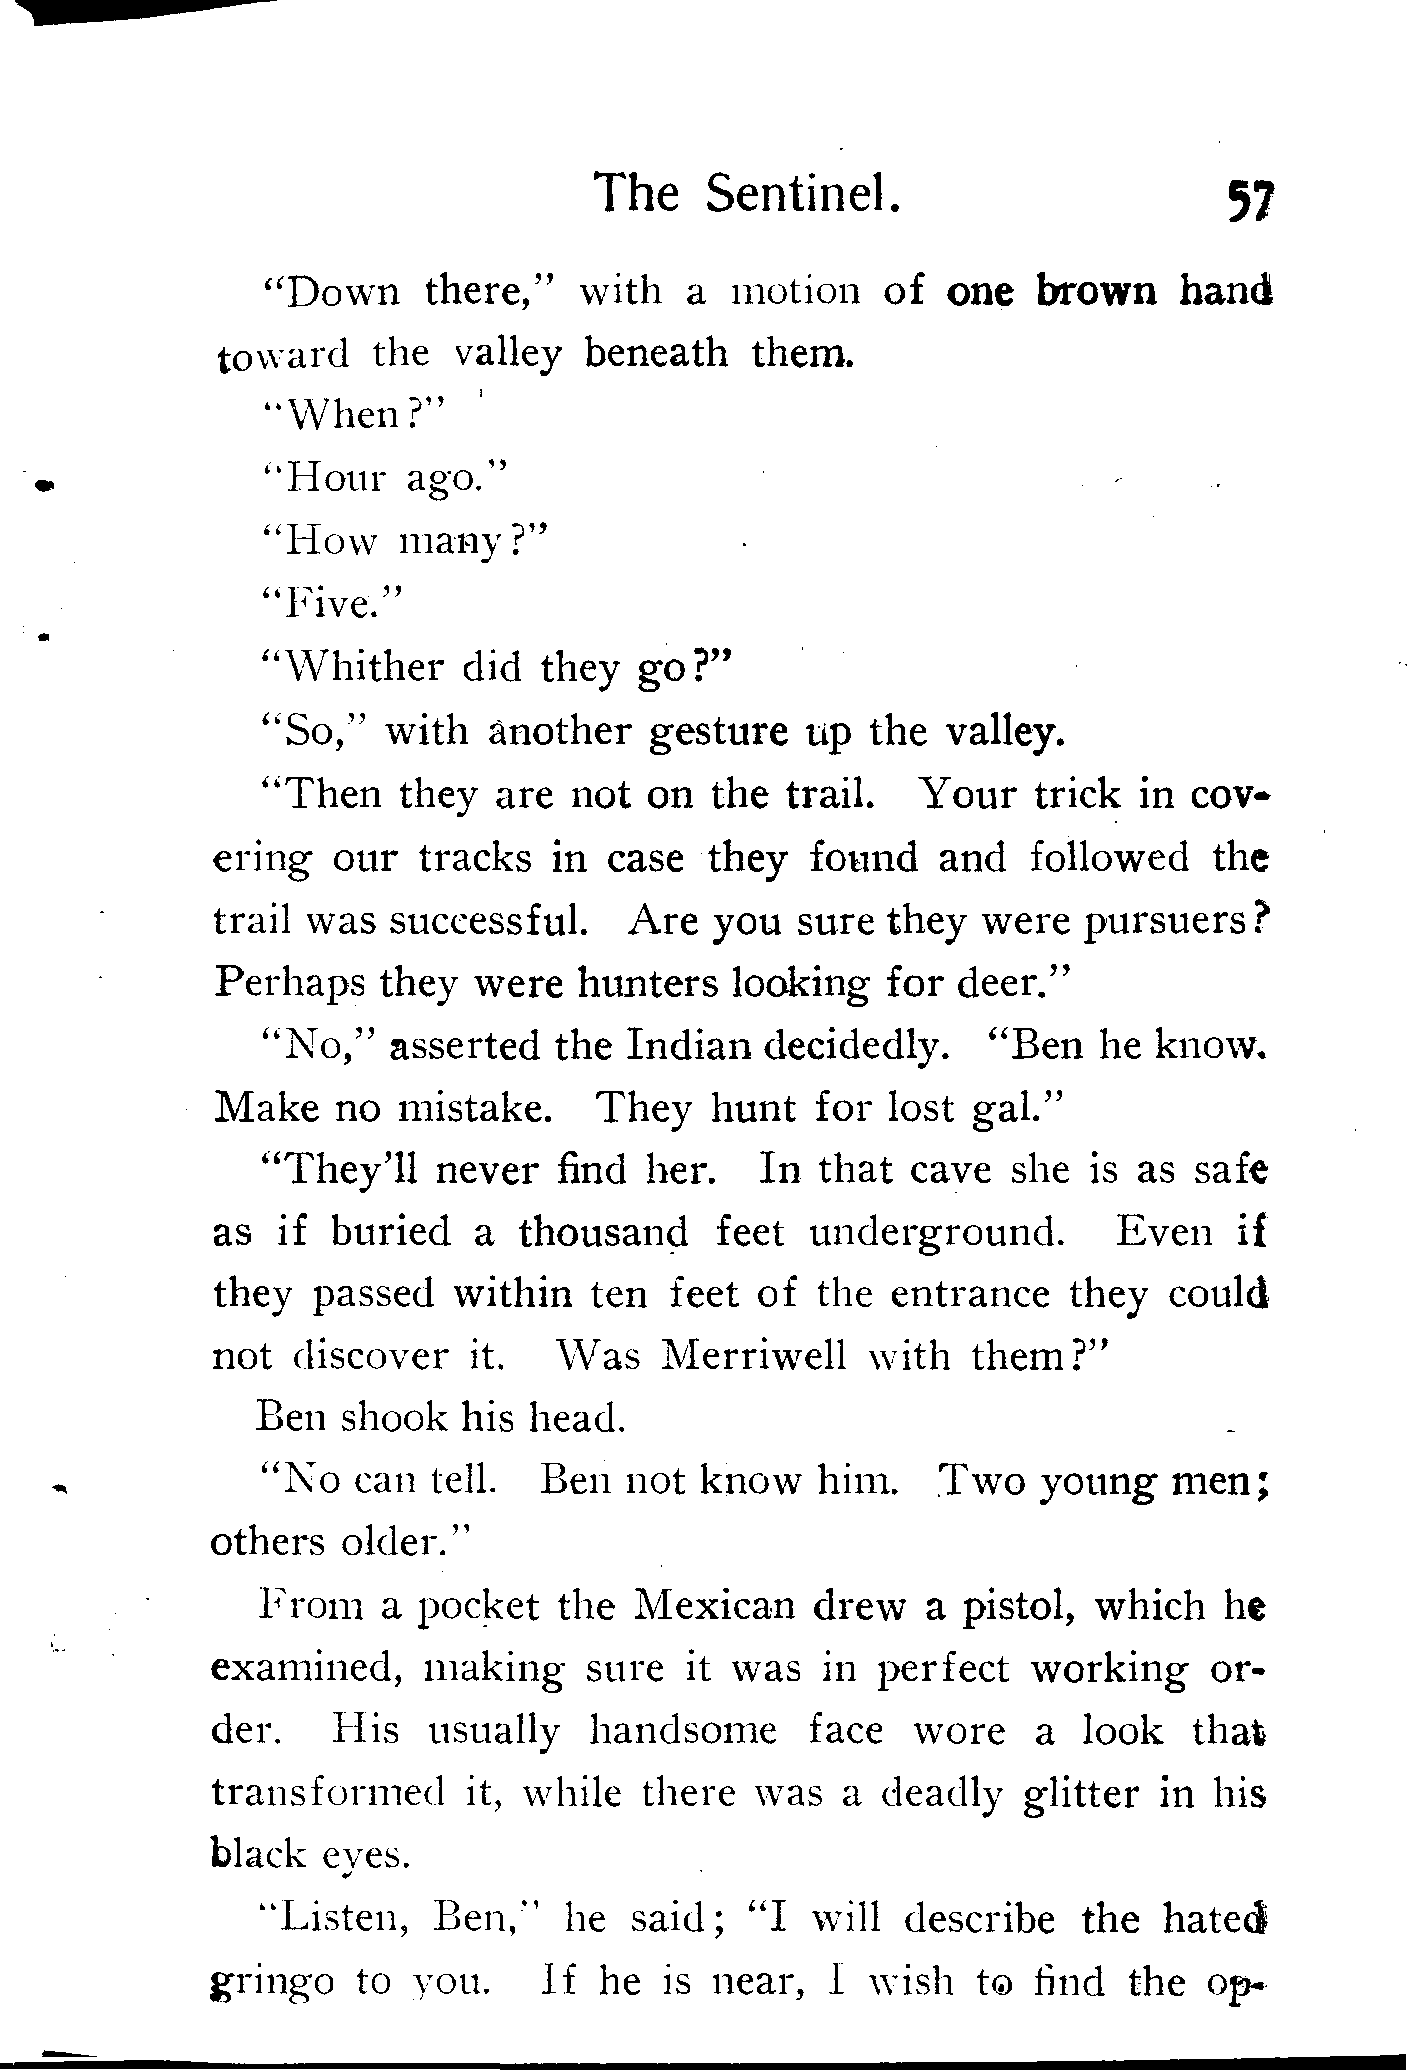 The Sentinel. 57
"Down there," with a motion of one brown hand
toward the valley beneath them.
"When?"
"Hour ago."
"How many?"
"Five."
"Whither did they go?"
"So," with another gesture up the valley.
"Then they are not on the trail. Your trick in cov-
ering our tracks in case they found and followed the
trail was successful. Are you sure they were pursuers?
Perhaps they were hunters looking for deer."
"No," asserted the Indian decidedly. "Ben he know.
Make no mistake. They hunt for lost gal."
"They'll never find her. In that cave she is as safe
as if buried a thousand feet underground. Even if
they passed within ten feet of the entrance they could
not discover it. Was Merriwell with them?"
Ben shook his head.
"No can tell. Ben not know him. Two young men;
others older."
From a pocket the Mexican drew a pistol, which he
examined, making sure it was in perfect working or-
der. His usually handsome face wore a look that
transformed it, while there was a deadly glitter in his
black eyes.
"Listen, Ben," he said; "I will describe the hated
gringo to you. If he is near, I wish to find the op-